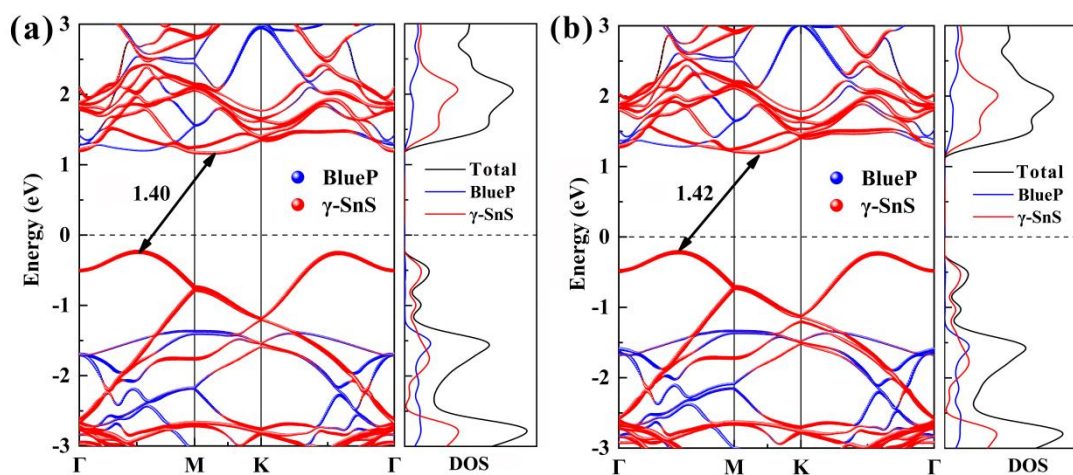 (a)
3
2
1
0
-1
-2
-3
Energy (eV)
1.40
BlueP
γ-SnS
Γ
M
K
Γ
Total
BlueP
γ-SnS
DOS
(b)
3
2
1
0
-1
-2
-3
Energy (eV)
1.42
BlueP
γ-SnS
Γ
M
K
Γ
Total
BlueP
γ-SnS
DOS